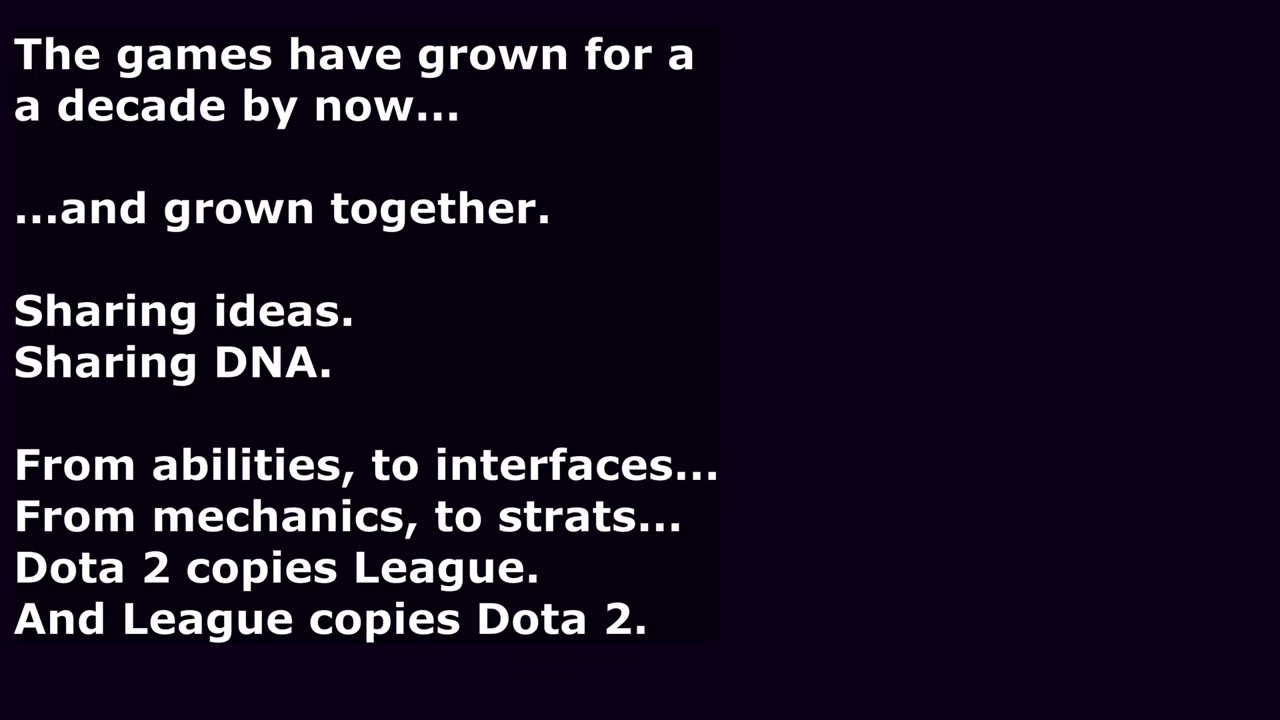 The games have grown for a
a decade by now...
...and grown together.
Sharing ideas.
Sharing DNA.
From abilities, to interfaces...
From mechanics, to strats...
Dota 2 copies League.
And League copies Dota 2.